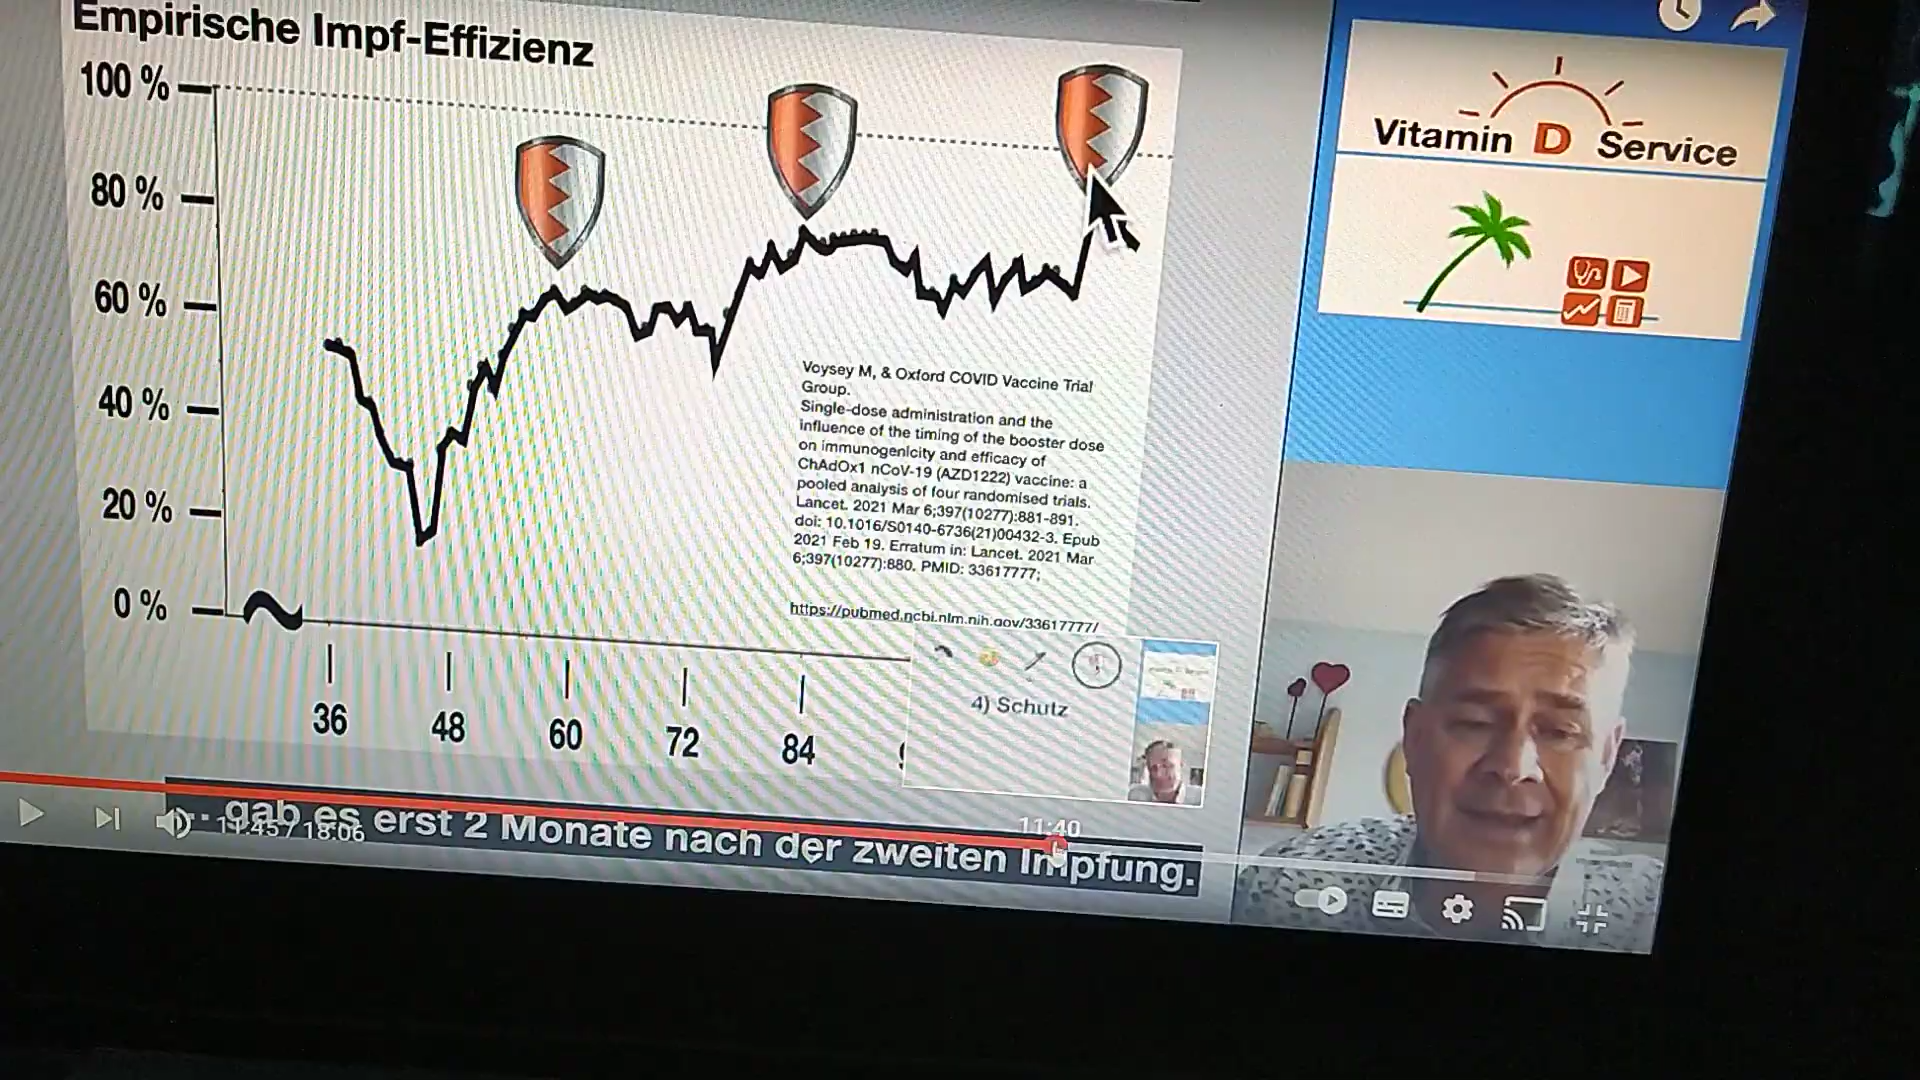 Empirische Impf-Effizienz
100 %
80 %
60 %
40 %
20 %
0 %
36
48
60
72
84
Voysey M, & Oxford COVID Vaccine Trial
Group.
Single-dose administration and the
influence of the timing of the booster dose
on immunogenicity and efficacy of
ChAdOx1 nCoV-19 (AZD1222) vaccine: a
pooled analysis of four randomised trials.
Lancet. 2021 Mar 6;397(10277):881-891.
doi: 10.1016/S0140-6736(21)00432-3. Epub
2021 Feb 19. Erratum in: Lancet. 2021 Mar
6;397(10277):880. PMID: 33617777;
https://pubmed.ncbi.nlm.nih.gov/33617777/
4) Schutz
11:40
11:45 / 18:06
... gab es erst 2 Monate nach der zweiten Impfung.
Vitamin D Service